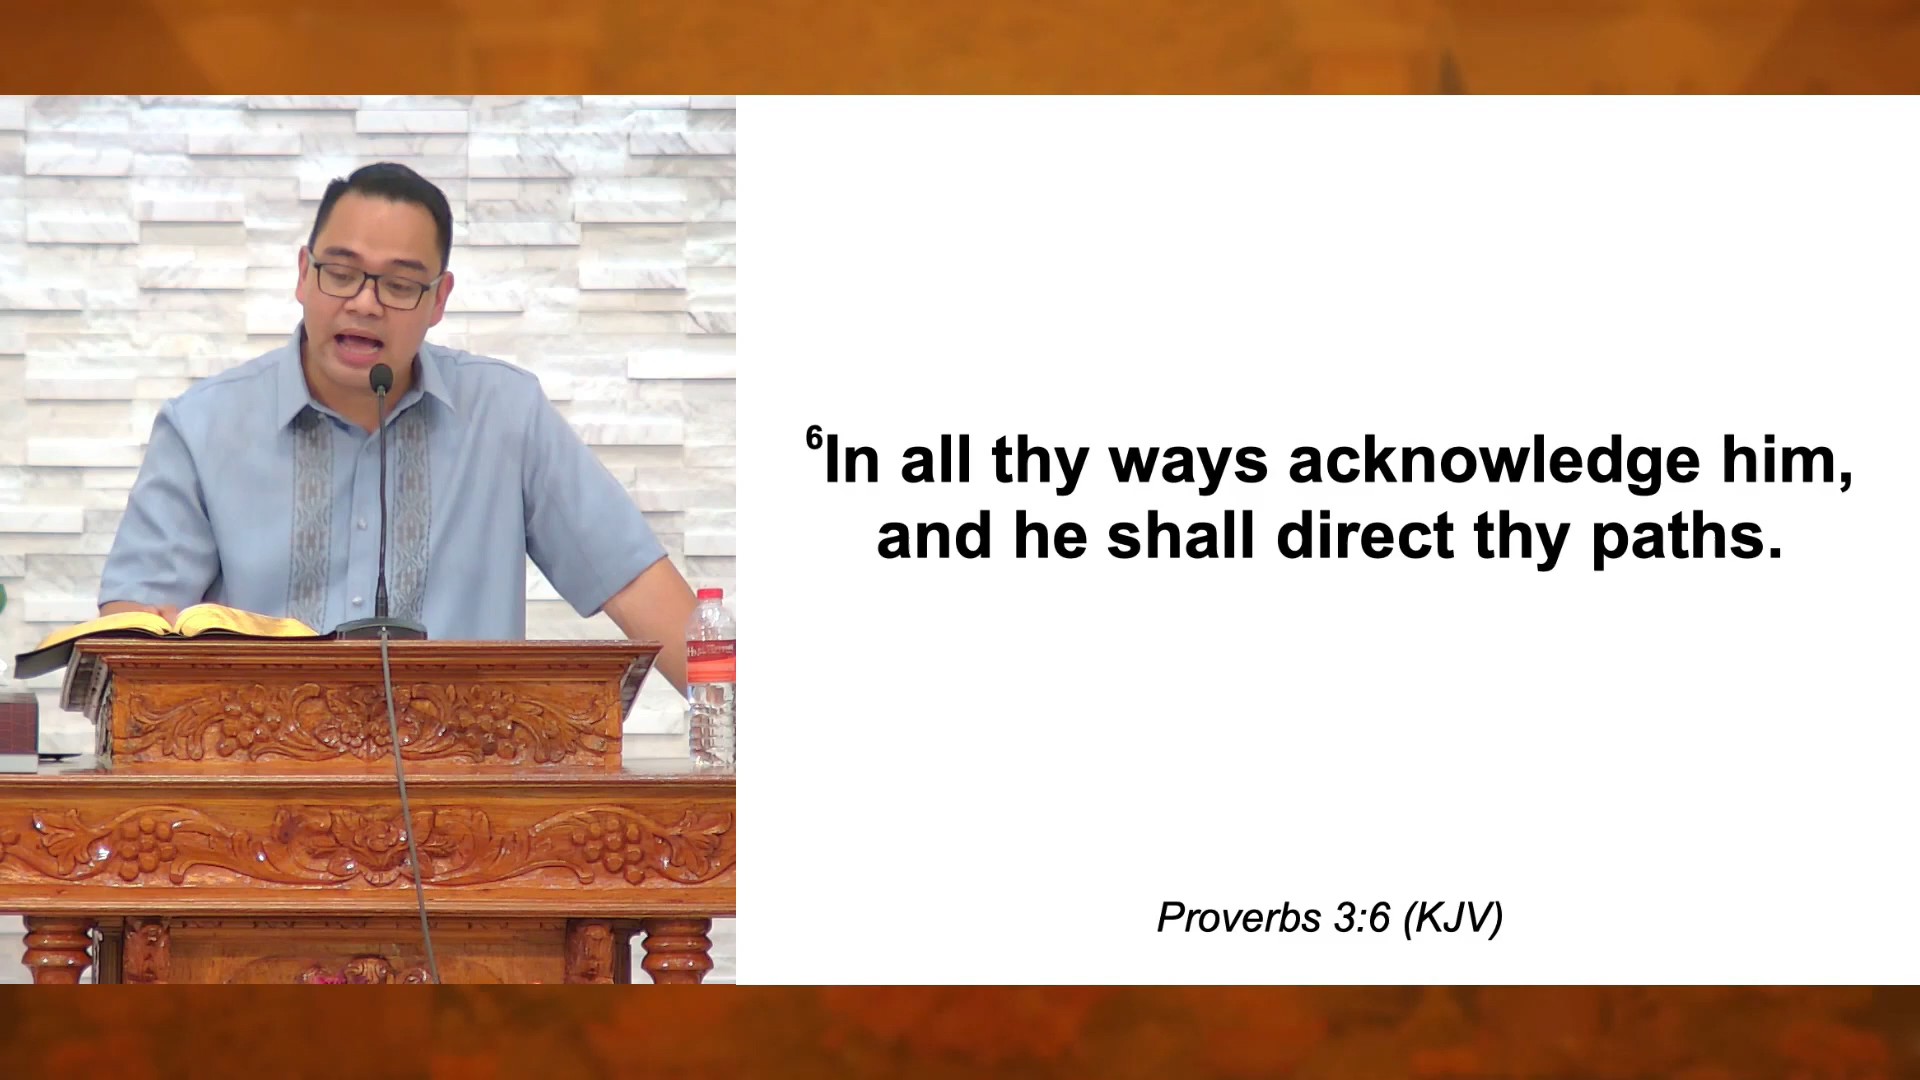 ⁶In all thy ways acknowledge him,
and he shall direct thy paths.
Proverbs 3:6 (KJV)